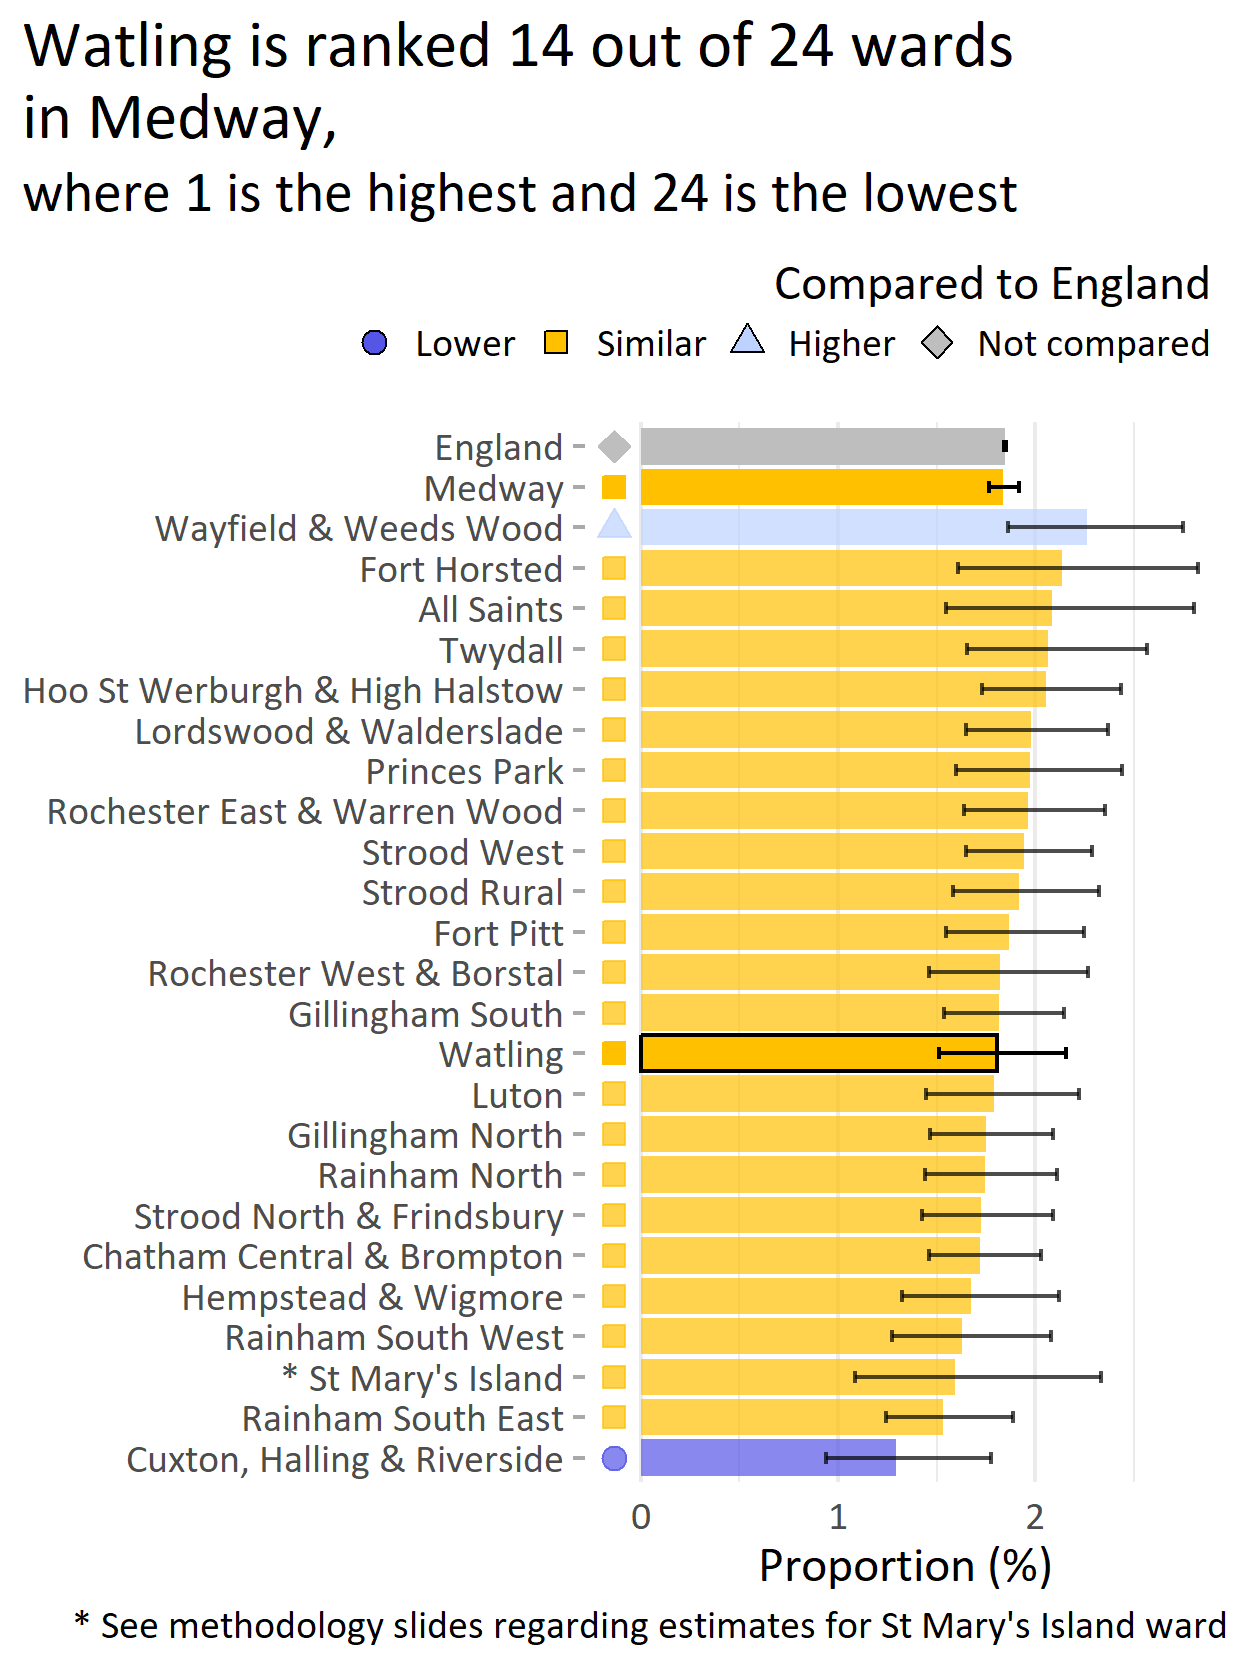 Watling is ranked 14 out of 24 wards
in Medway,
where 1 is the highest and 24 is the lowest
Compared to England
Lower Similar Higher Not compared
England
Medway
Wayfield & Weeds Wood
Fort Horsted
All Saints
Twydall
Hoo St Werburgh & High Halstow
Lordswood & Walderslade
Princes Park
Rochester East & Warren Wood
Strood West
Strood Rural
Fort Pitt
Rochester West & Borstal
Gillingham South
Watling
Luton
Gillingham North
Rainham North
Strood North & Frindsbury
Chatham Central & Brompton
Hempstead & Wigmore
Rainham South West
* St Mary's Island
Rainham South East
Cuxton, Halling & Riverside
0 1 2
Proportion (%)
* See methodology slides regarding estimates for St Mary's Island ward